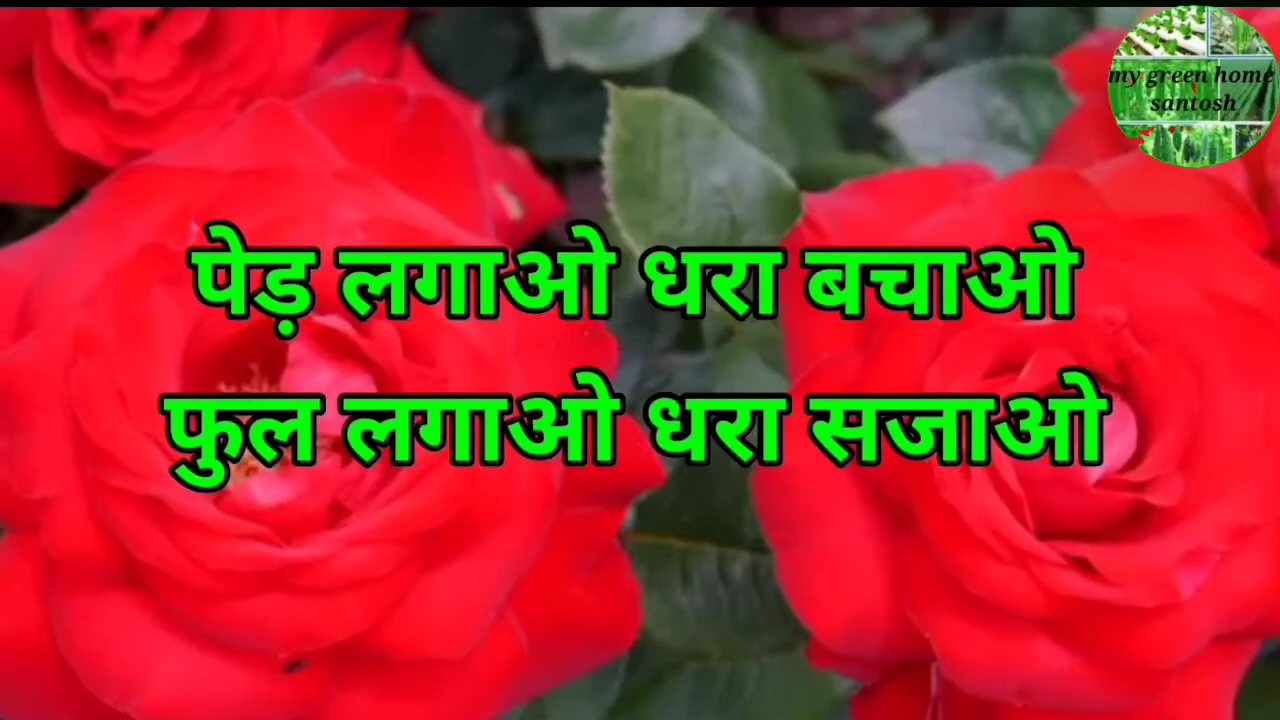 my green home
santosh
पेड़ लगाओ धरा बचाओ
फुल लगाओ धरा सजाओ